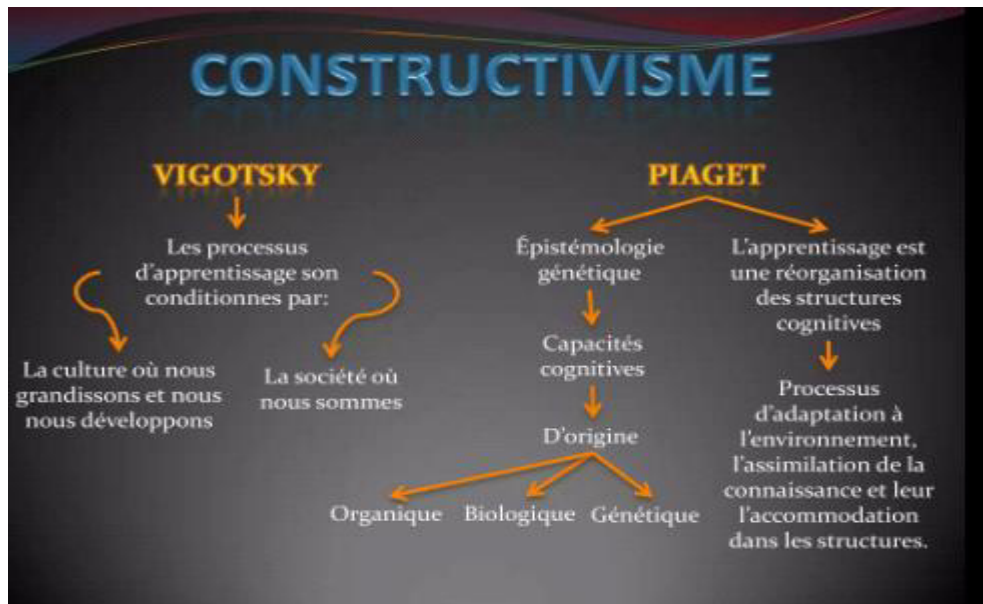 CONSTRUCTIVISME
VIGOTSKY
Les processus
d'apprentissage son
conditionnes par:
La culture où nous
grandissons et nous
nous développons
La société où
nous sommes
PIAGET
Épistémologie
génétique
Capacités
cognitives
D'origine
Organique
Biologique
Génétique
L'apprentissage est
une réorganisation
des structures
cognitives
Processus
d'adaptation à
l'environnement,
l'assimilation de la
connaissance et leur
l'accommodation
dans les structures.